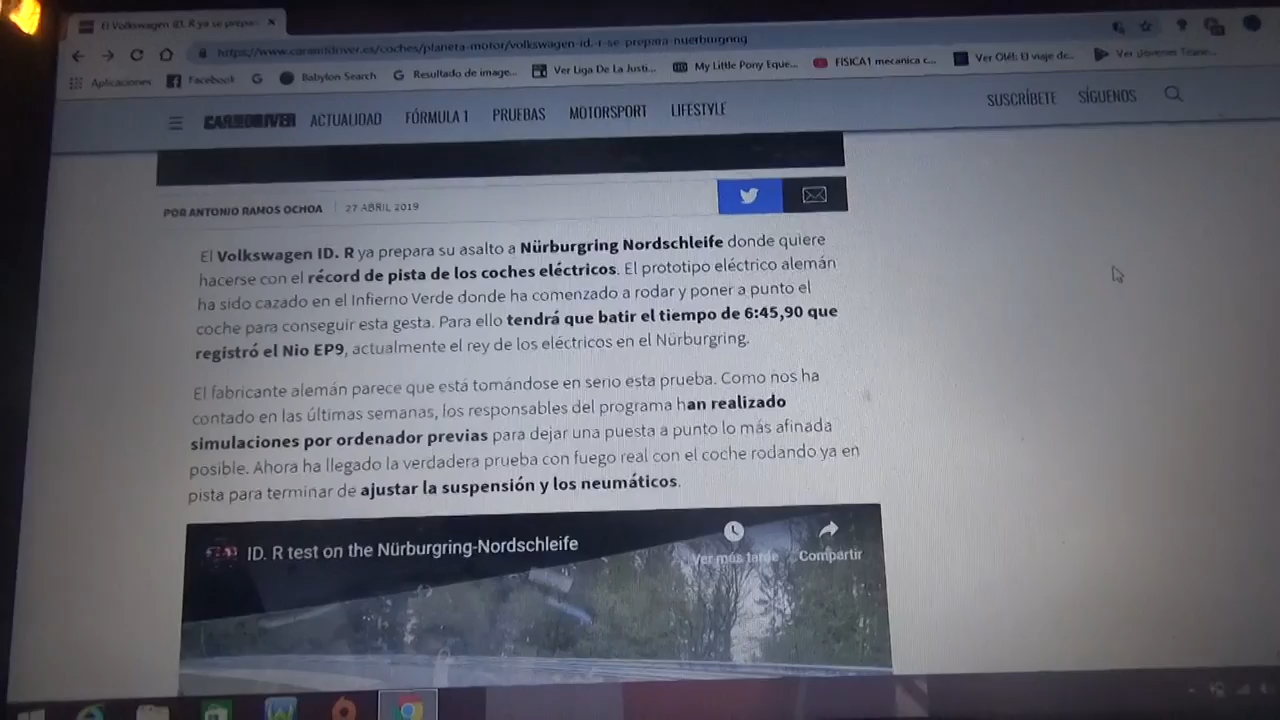 El Volkswagen ID. R ya se prepa
https://www.caranddriver.es/coches/planeta-motor/volkswagen-id.-r-se-prepara-nuerburgring
Aplicaciones Facebook Babylon Search Resultado de image... Ver Liga De La Justi... My Little Pony Eque... FISICA1 mecanica c... Ver Olé!: El viaje de...
CAR AND DRIVER ACTUALIDAD FÓRMULA 1 PRUEBAS MOTORSPORT LIFESTYLE SUSCRÍBETE SÍGUENOS
POR ANTONIO RAMOS OCHOA | 27 ABRIL 2019
El Volkswagen ID. R ya prepara su asalto a Nürburgring Nordschleife donde quiere
hacerse con el récord de pista de los coches eléctricos. El prototipo eléctrico alemán
ha sido cazado en el Infierno Verde donde ha comenzado a rodar y poner a punto el
coche para conseguir esta gesta. Para ello tendrá que batir el tiempo de 6:45,90 que
registró el Nio EP9, actualmente el rey de los eléctricos en el Nürburgring.
El fabricante alemán parece que está tomándose en serio esta prueba. Como nos ha
contado en las últimas semanas, los responsables del programa han realizado
simulaciones por ordenador previas para dejar una puesta a punto lo más afinada
posible. Ahora ha llegado la verdadera prueba con fuego real con el coche rodando ya en
pista para terminar de ajustar la suspensión y los neumáticos.
ID. R test on the Nürburgring-Nordschleife
Ver más tarde Compartir